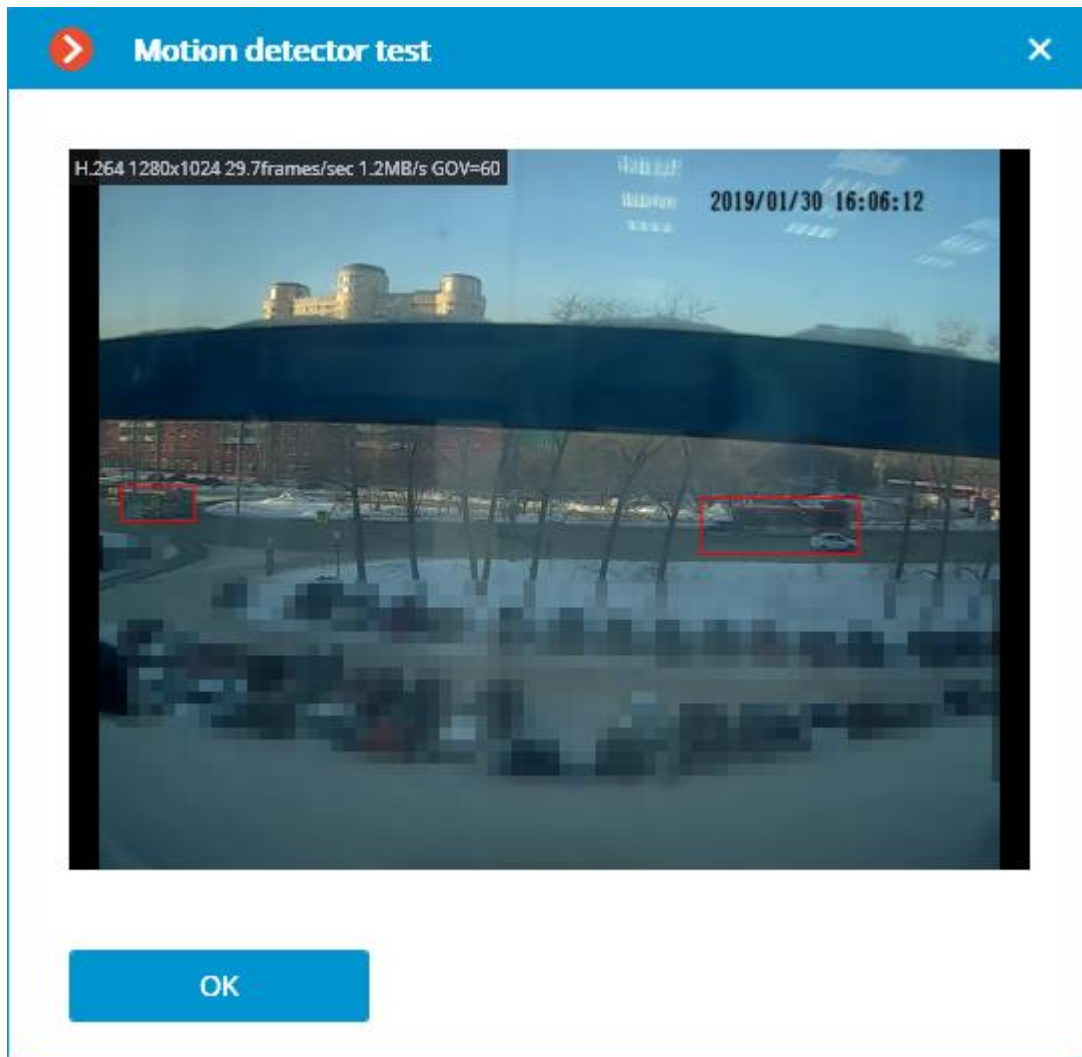 Motion detector test
H.264 1280x1024 29.7frames/sec 1.2MB/s GOV=60
2019/01/30 16:06:12
OK